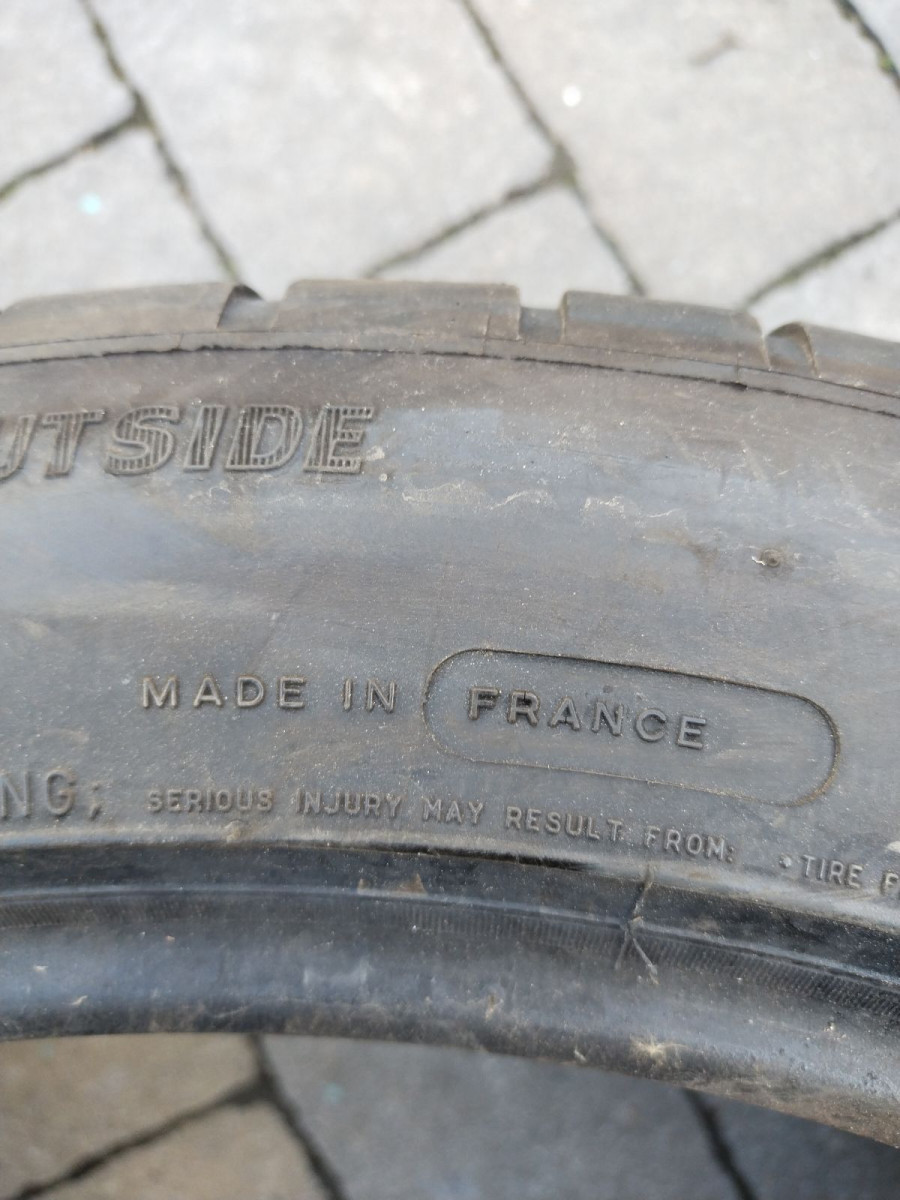 UTSIDE
MADE IN FRANCE
NG; SERIOUS INJURY MAY RESULT FROM: •TIRE F